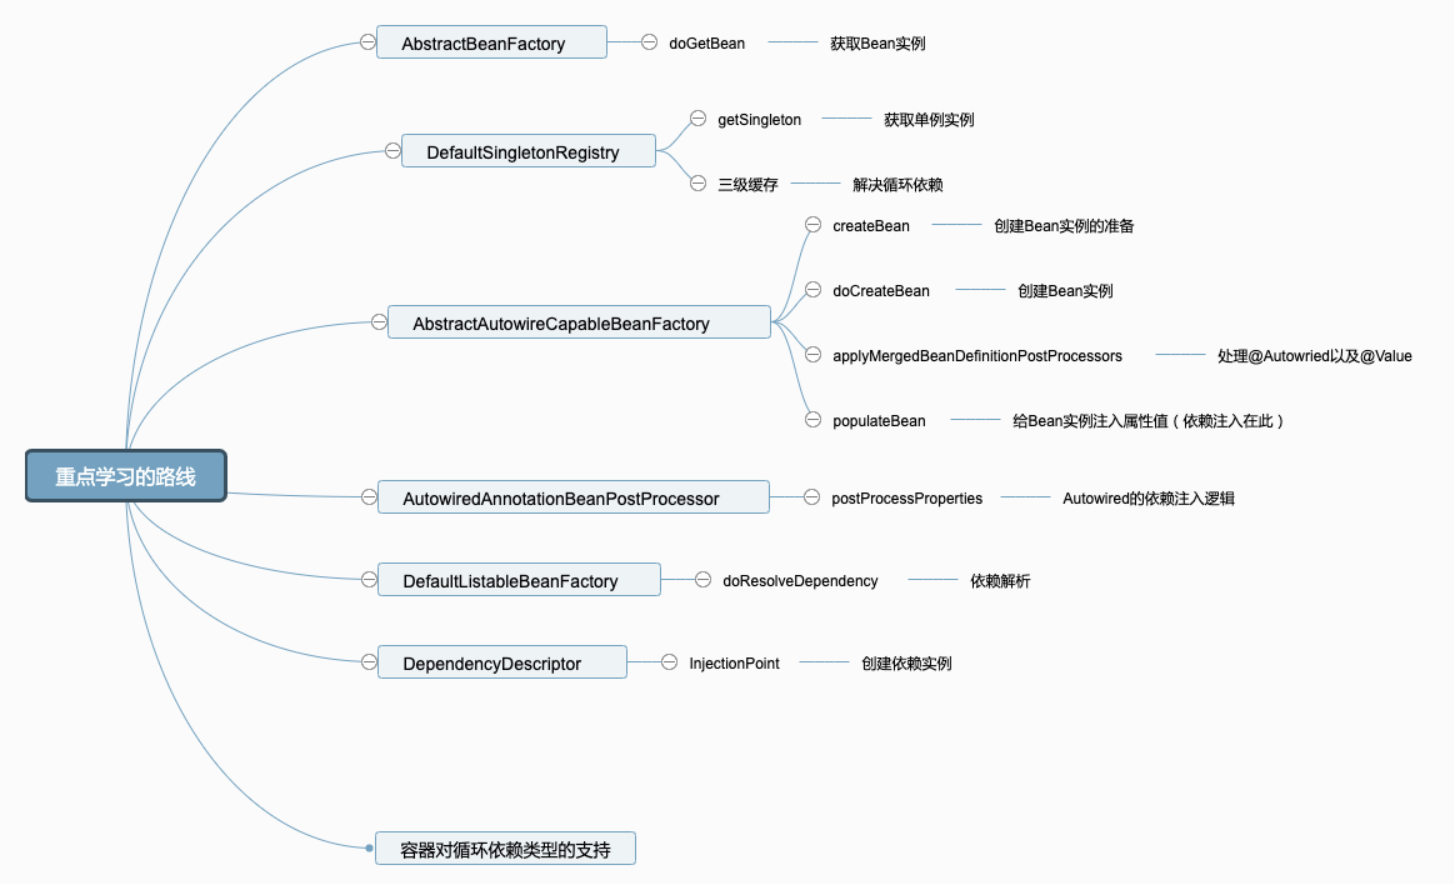 AbstractBeanFactory
doGetBean
获取Bean实例
DefaultSingletonRegistry
getSingleton
获取单例实例
三级缓存
解决循环依赖
AbstractAutowireCapableBeanFactory
createBean
创建Bean实例的准备
doCreateBean
创建Bean实例
applyMergedBeanDefinitionPostProcessors
处理@Autowried以及@Value
populateBean
给Bean实例注入属性值（依赖注入在此）
重点学习的路线
AutowiredAnnotationBeanPostProcessor
postProcessProperties
Autowired的依赖注入逻辑
DefaultListableBeanFactory
doResolveDependency
依赖解析
DependencyDescriptor
InjectionPoint
创建依赖实例
容器对循环依赖类型的支持